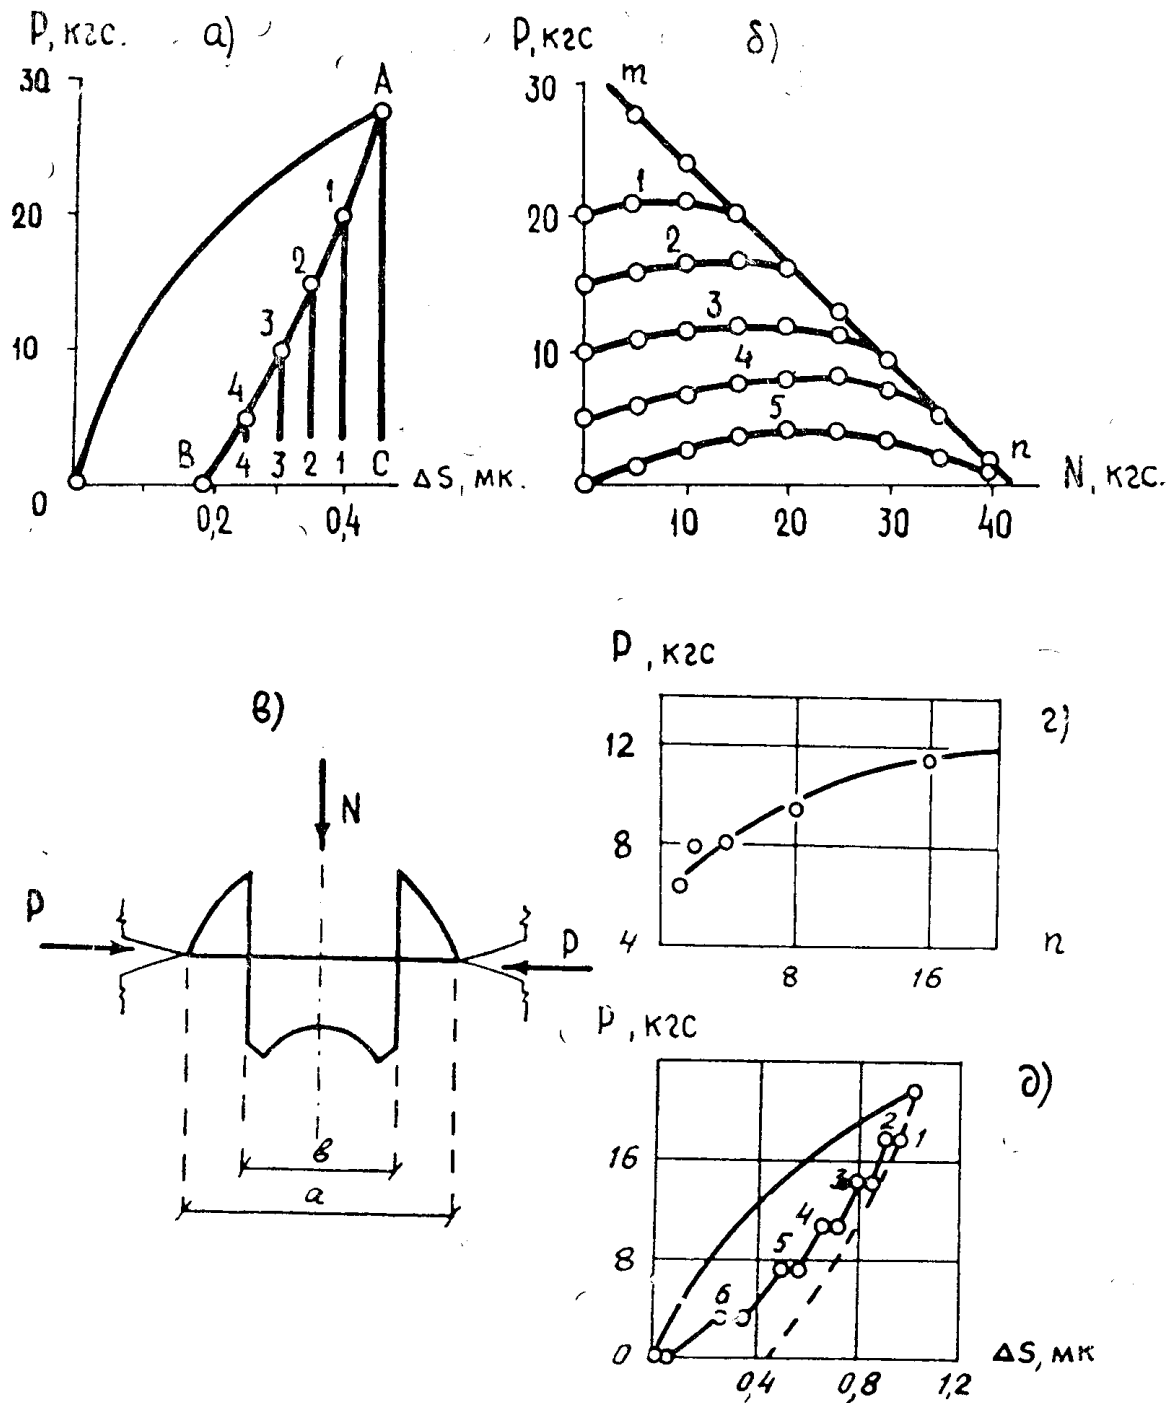 P, кгс. а)
30
20
10
0
A
1
2
3
4
B
4 3 2 1 C
0,2 0,4
ΔS, мк.
P, кгс б)
30
20
10
m
1
2
3
4
5
n
10 20 30 40
N, кгс.
в)
N
P
P
в
a
P, кгс
г)
12
8
4
8 16
n
P, кгс
д)
16
8
0
2 1
3
4
5
6
0,4 0,8 1,2
ΔS, мк